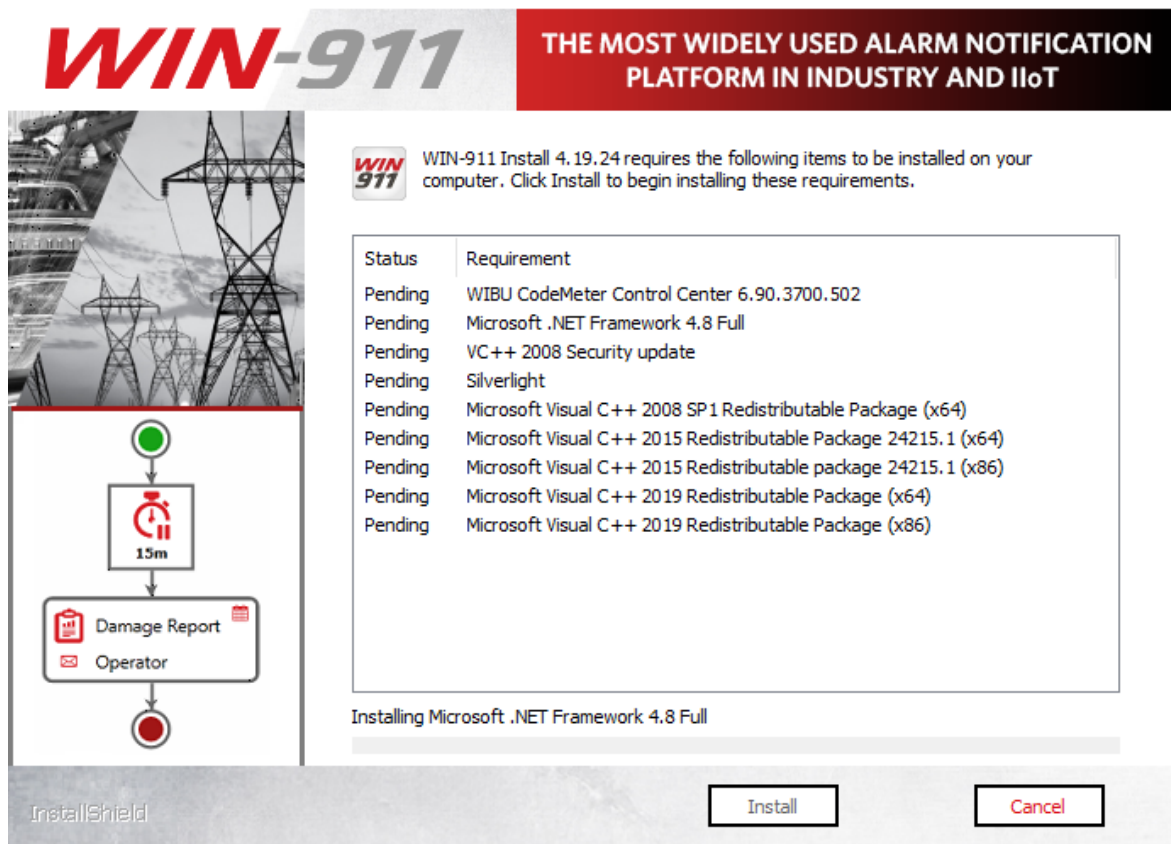 WIN-911
THE MOST WIDELY USED ALARM NOTIFICATION
PLATFORM IN INDUSTRY AND IIoT
WIN
911
WIN-911 Install 4.19.24 requires the following items to be installed on your
computer. Click Install to begin installing these requirements.
Status Requirement
Pending WIBU CodeMeter Control Center 6.90.3700.502
Pending Microsoft .NET Framework 4.8 Full
Pending VC++ 2008 Security update
Pending Silverlight
Pending Microsoft Visual C++ 2008 SP1 Redistributable Package (x64)
Pending Microsoft Visual C++ 2015 Redistributable Package 24215.1 (x64)
Pending Microsoft Visual C++ 2015 Redistributable package 24215.1 (x86)
Pending Microsoft Visual C++ 2019 Redistributable Package (x64)
Pending Microsoft Visual C++ 2019 Redistributable Package (x86)
15m
Damage Report
Operator
Installing Microsoft .NET Framework 4.8 Full
InstallShield
Install
Cancel